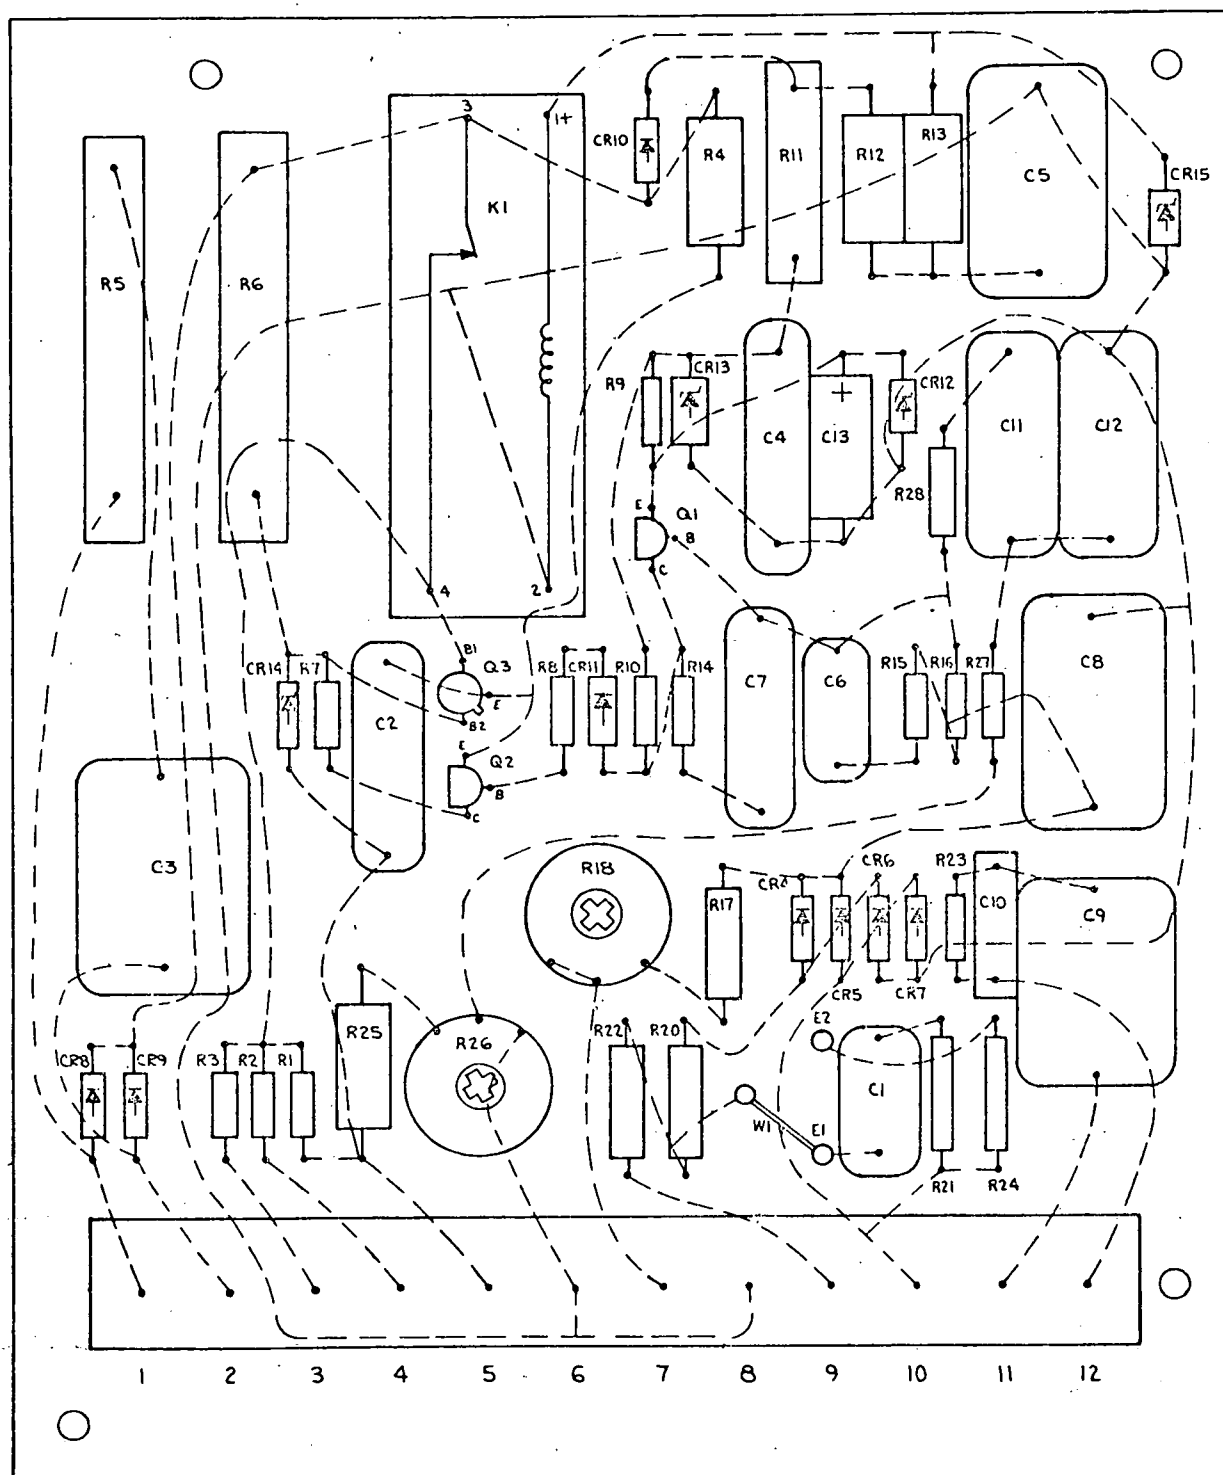 3
1+
CR10
R4
R11
R12
R13
C5
CR15
K1
R5
R6
R9
CR13
CR12
C4
+
C13
C11
C12
R28
E
Q1
B
C
4
2
B1
Q3
E
B2
CR14
R7
C2
R8
CR11
R10
R14
C7
C6
R15
R16
R27
C8
E
Q2
B
C
C3
R18
R17
CR4
CR6
R23
C10
C9
CR5
CR7
R25
R26
R22
R20
E2
C1
CR8
CR9
R3
R2
R1
W1
E1
R21
R24
1 2 3 4 5 6 7 8 9 10 11 12